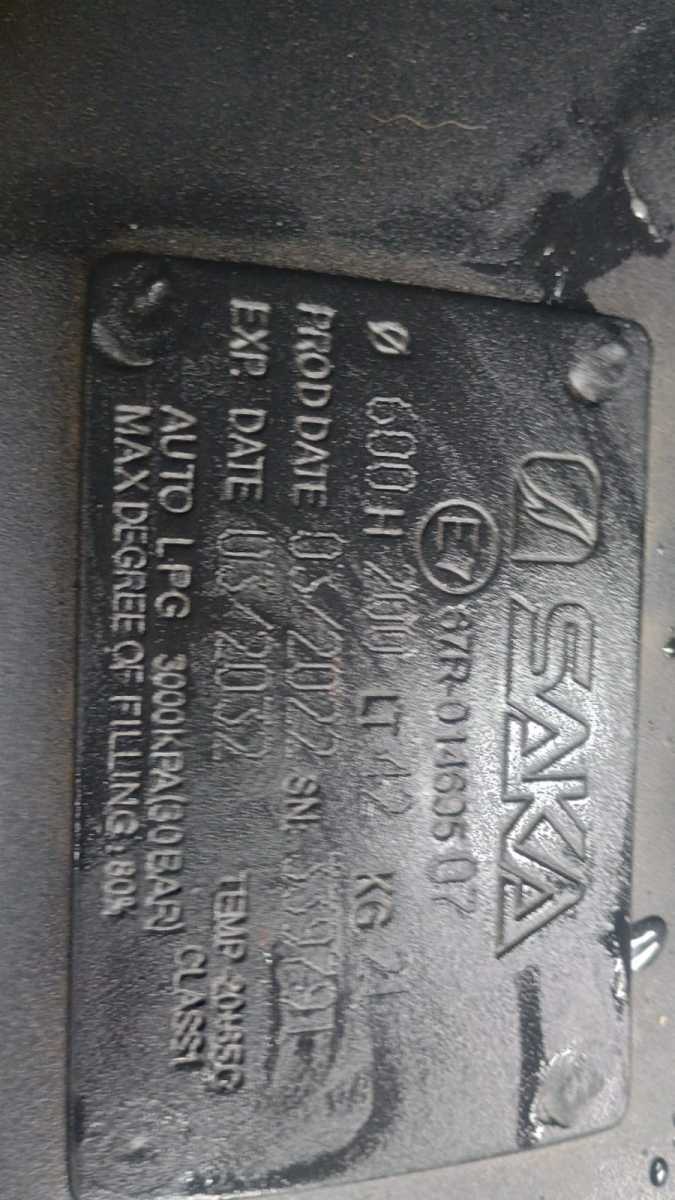 SAKA
E7 67R-014605 07
Ø 600 H 200 LT 42 KG 21
PROD DATE 03/2022 SN:
EXP. DATE 03/2032 TEMP -20+65C
AUTO LPG 3000KPA(30BAR) CLASS1
MAX DEGREE OF FILLING : 80%